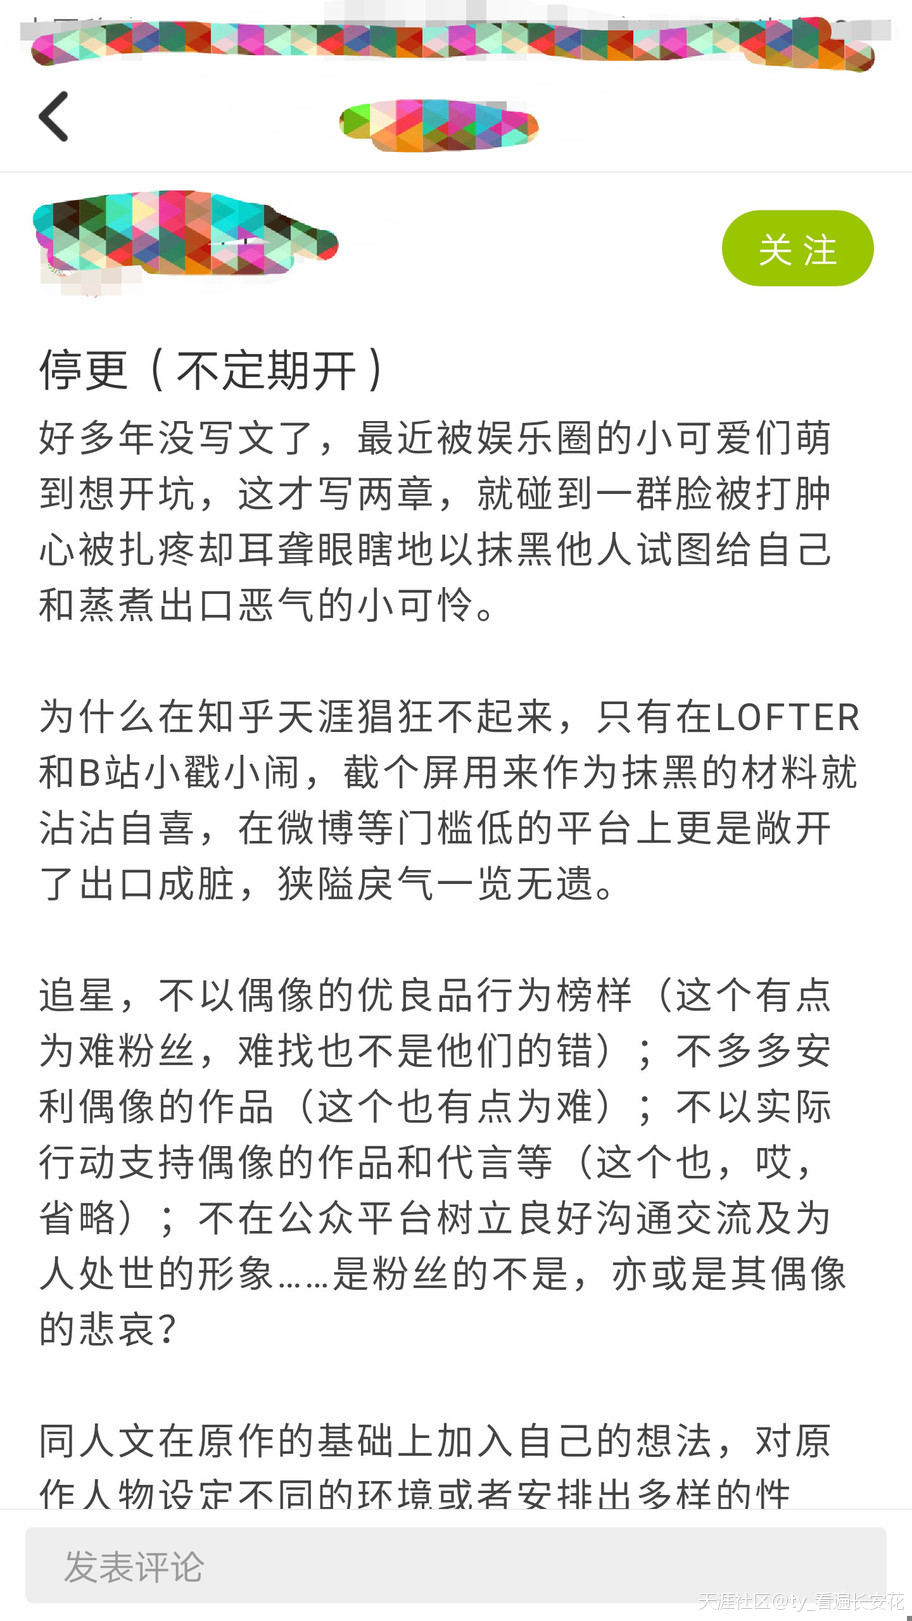 关注
停更（不定期开）
好多年没写文了，最近被娱乐圈的小可爱们萌
到想开坑，这才写两章，就碰到一群脸被打肿
心被扎疼却耳聋眼瞎地以抹黑他人试图给自己
和蒸煮出口恶气的小可怜。
为什么在知乎天涯猖狂不起来，只有在LOFTER
和B站小戳小闹，截个屏用来作为抹黑的材料就
沾沾自喜，在微博等门槛低的平台上更是敞开
了出口成脏，狭隘戾气一览无遗。
追星，不以偶像的优良品行为榜样（这个有点
为难粉丝，难找也不是他们的错）；不多多安
利偶像的作品（这个也有点为难）；不以实际
行动支持偶像的作品和代言等（这个也，哎，
省略）；不在公众平台树立良好沟通交流及为
人处世的形象……是粉丝的不是，亦或是其偶像
的悲哀？
同人文在原作的基础上加入自己的想法，对原
作人物设定不同的环境或者安排出多样的性
发表评论
天涯社区@ty_看遍长安花